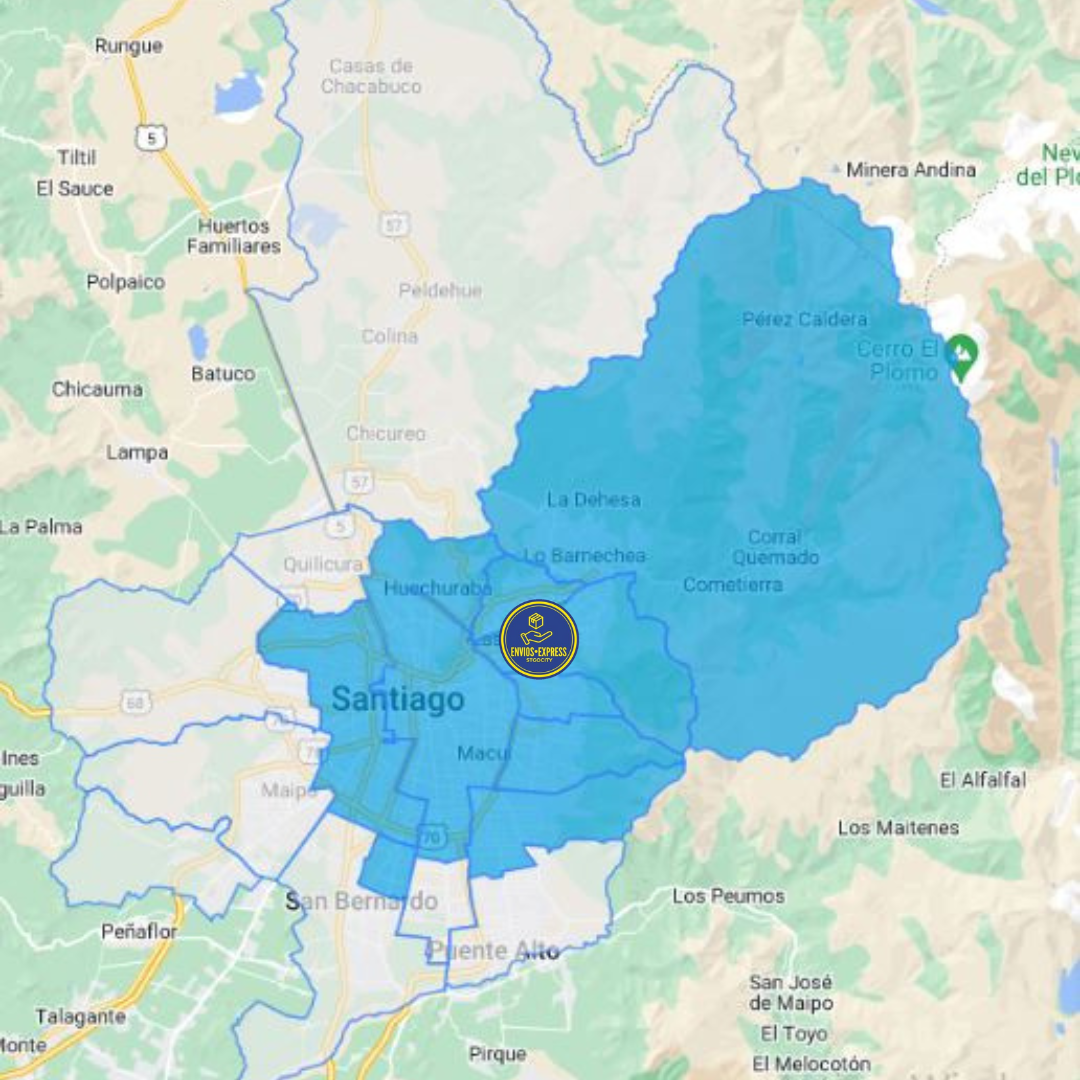 Rungue
Casas de
Chacabuco
5
Tiltil
El Sauce
Minera Andina
Nev
del Plo
57
Huertos
Familiares
Polpaico
Peldehue
Pérez Caldera
Colina
Cerro El
Plomo
Batuco
Chicauma
Chicureo
Lampa
57
La Dehesa
La Palma
5
Corral
Quemado
Lo Barnechea
Quilicura
Cometierra
Huechuraba
ENVIOS•EXPRESS
STGOCITY
Santiago
68
70
Macul
Ines
guilla
Maipú
El Alfalfal
70
Los Maitenes
San Bernardo
Los Peumos
Peñaflor
Puente Alto
San José
de Maipo
Talagante
El Toyo
Monte
Pirque
El Melocotón